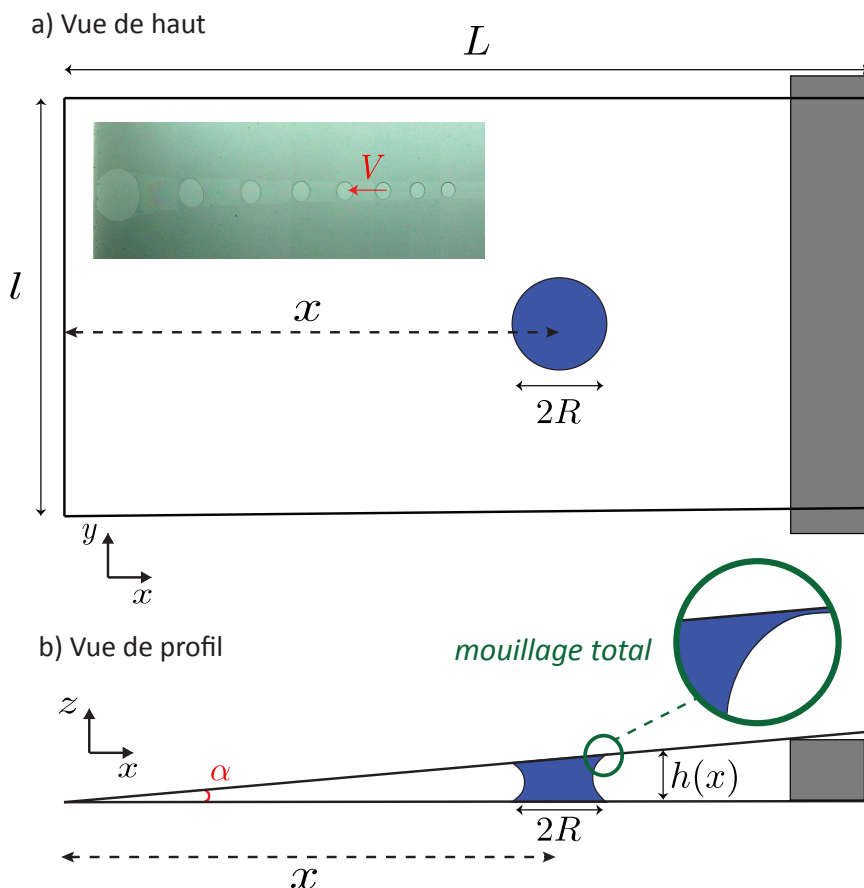 a) Vue de haut
L
V
l
x
2R
y
x
b) Vue de profil
mouillage total
z
x
α
h(x)
2R
x